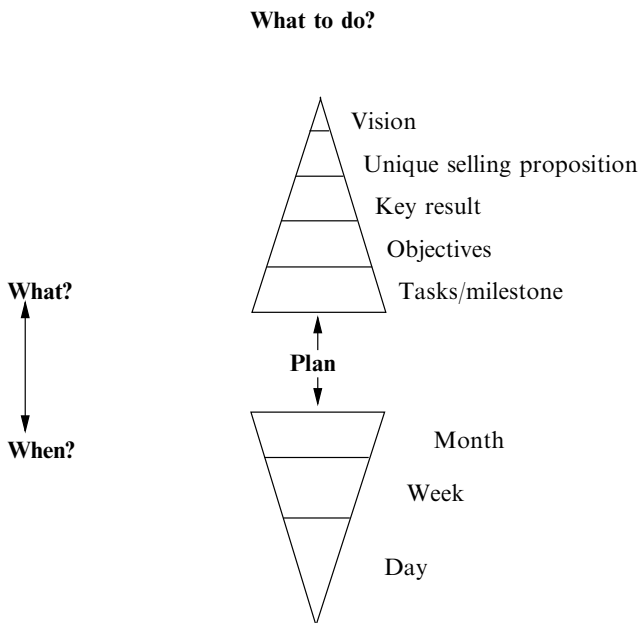 What to do?
Vision
Unique selling proposition
Key result
Objectives
What?
Tasks/milestone
Plan
When?
Month
Week
Day